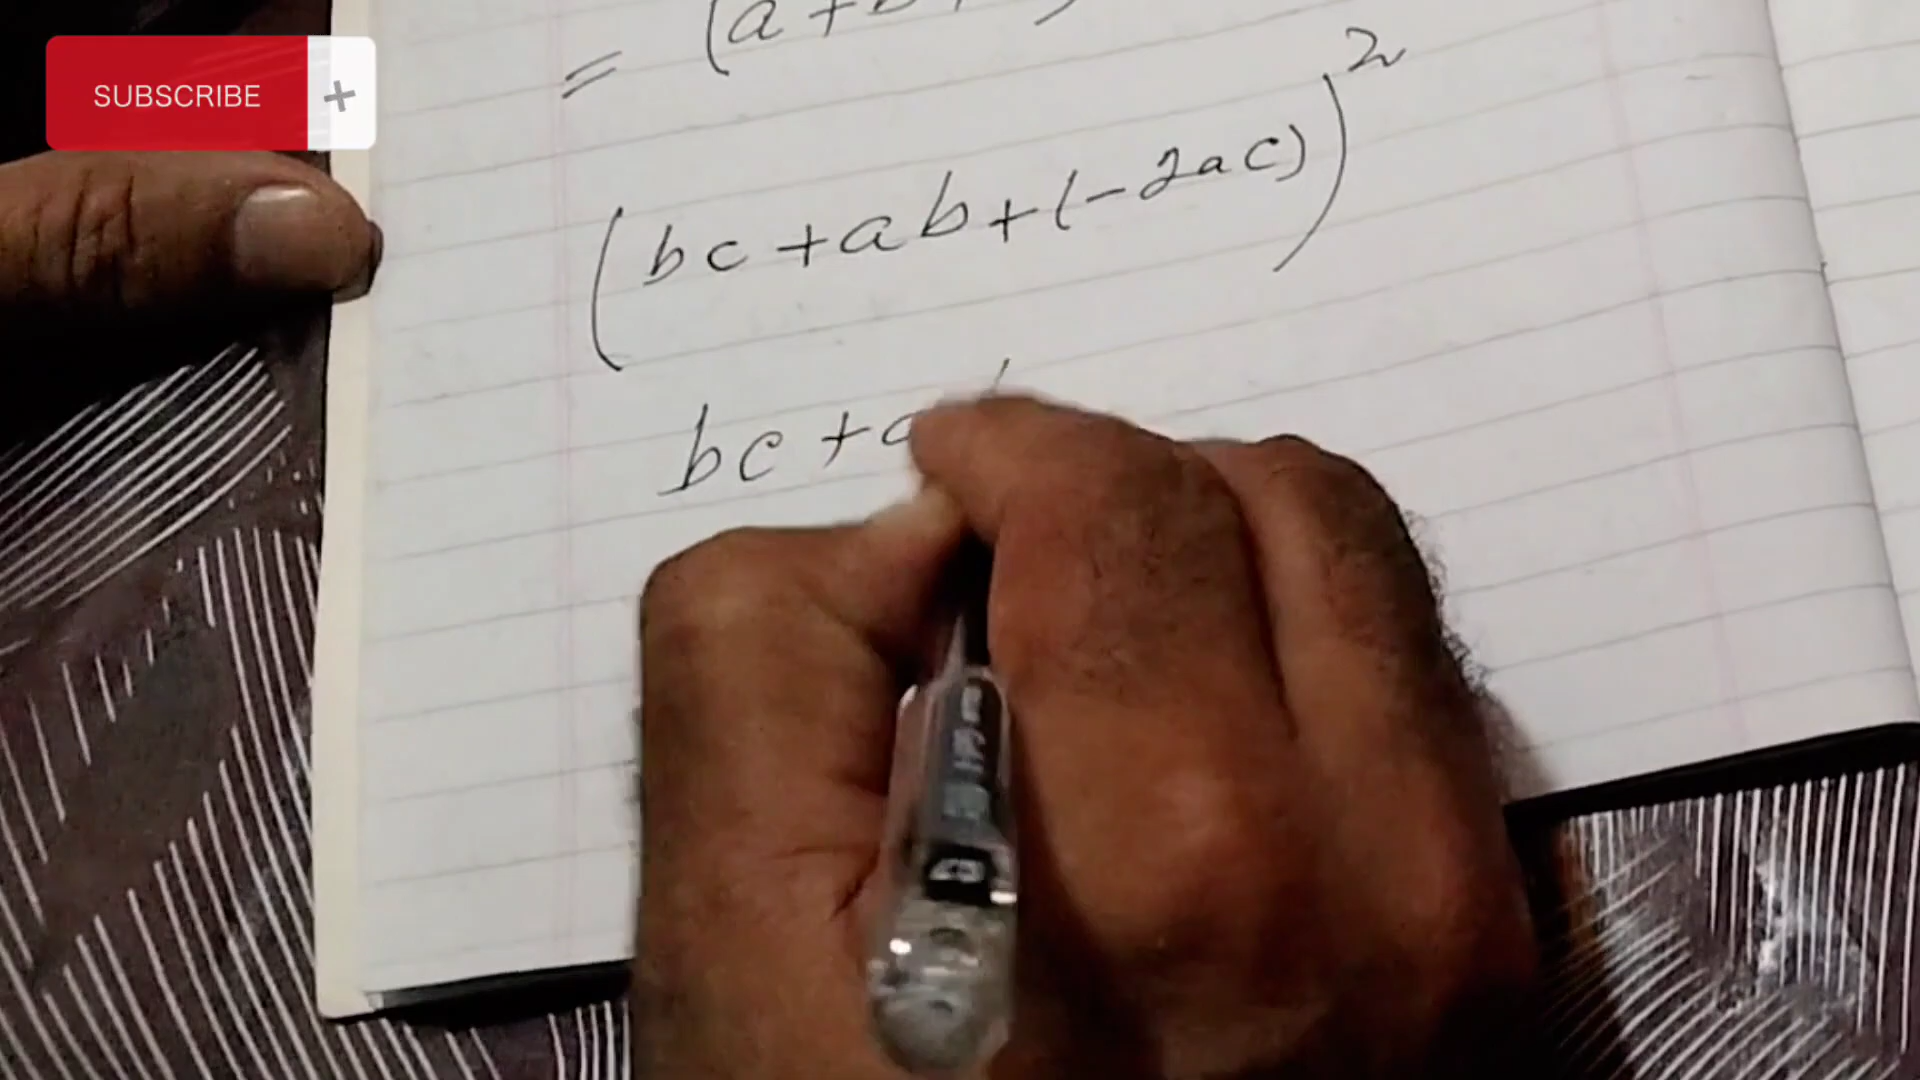 SUBSCRIBE +
= (a+b+
(bc+ab+(-2ac))²
bc+a